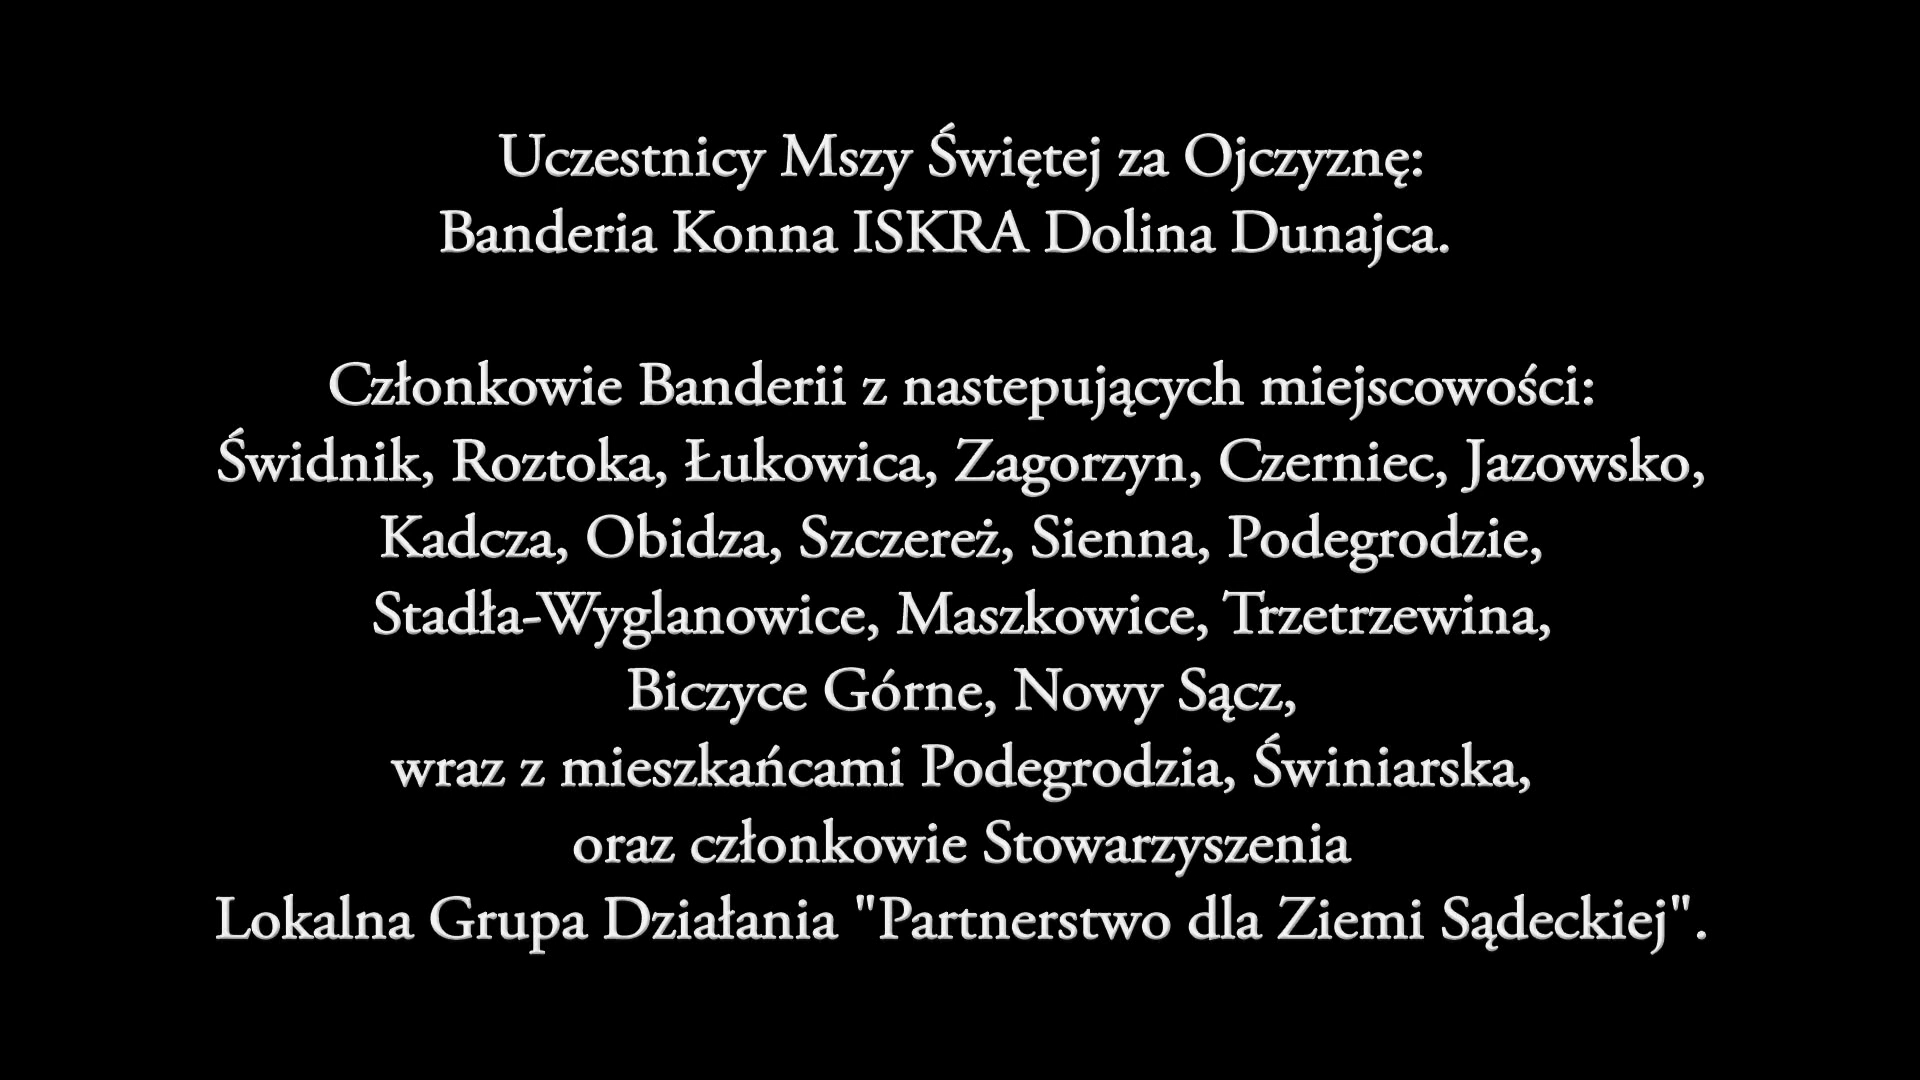 Uczestnicy Mszy Świętej za Ojczyznę:
Banderia Konna ISKRA Dolina Dunajca.
Członkowie Banderii z nastepujących miejscowości:
Świdnik, Roztoka, Łukowica, Zagorzyn, Czerniec, Jazowsko,
Kadcza, Obidza, Szczereż, Sienna, Podegrodzie,
Stadła-Wyglanowice, Maszkowice, Trzetrzewina,
Biczyce Górne, Nowy Sącz,
wraz z mieszkańcami Podegrodzia, Świniarska,
oraz członkowie Stowarzyszenia
Lokalna Grupa Działania "Partnerstwo dla Ziemi Sądeckiej".